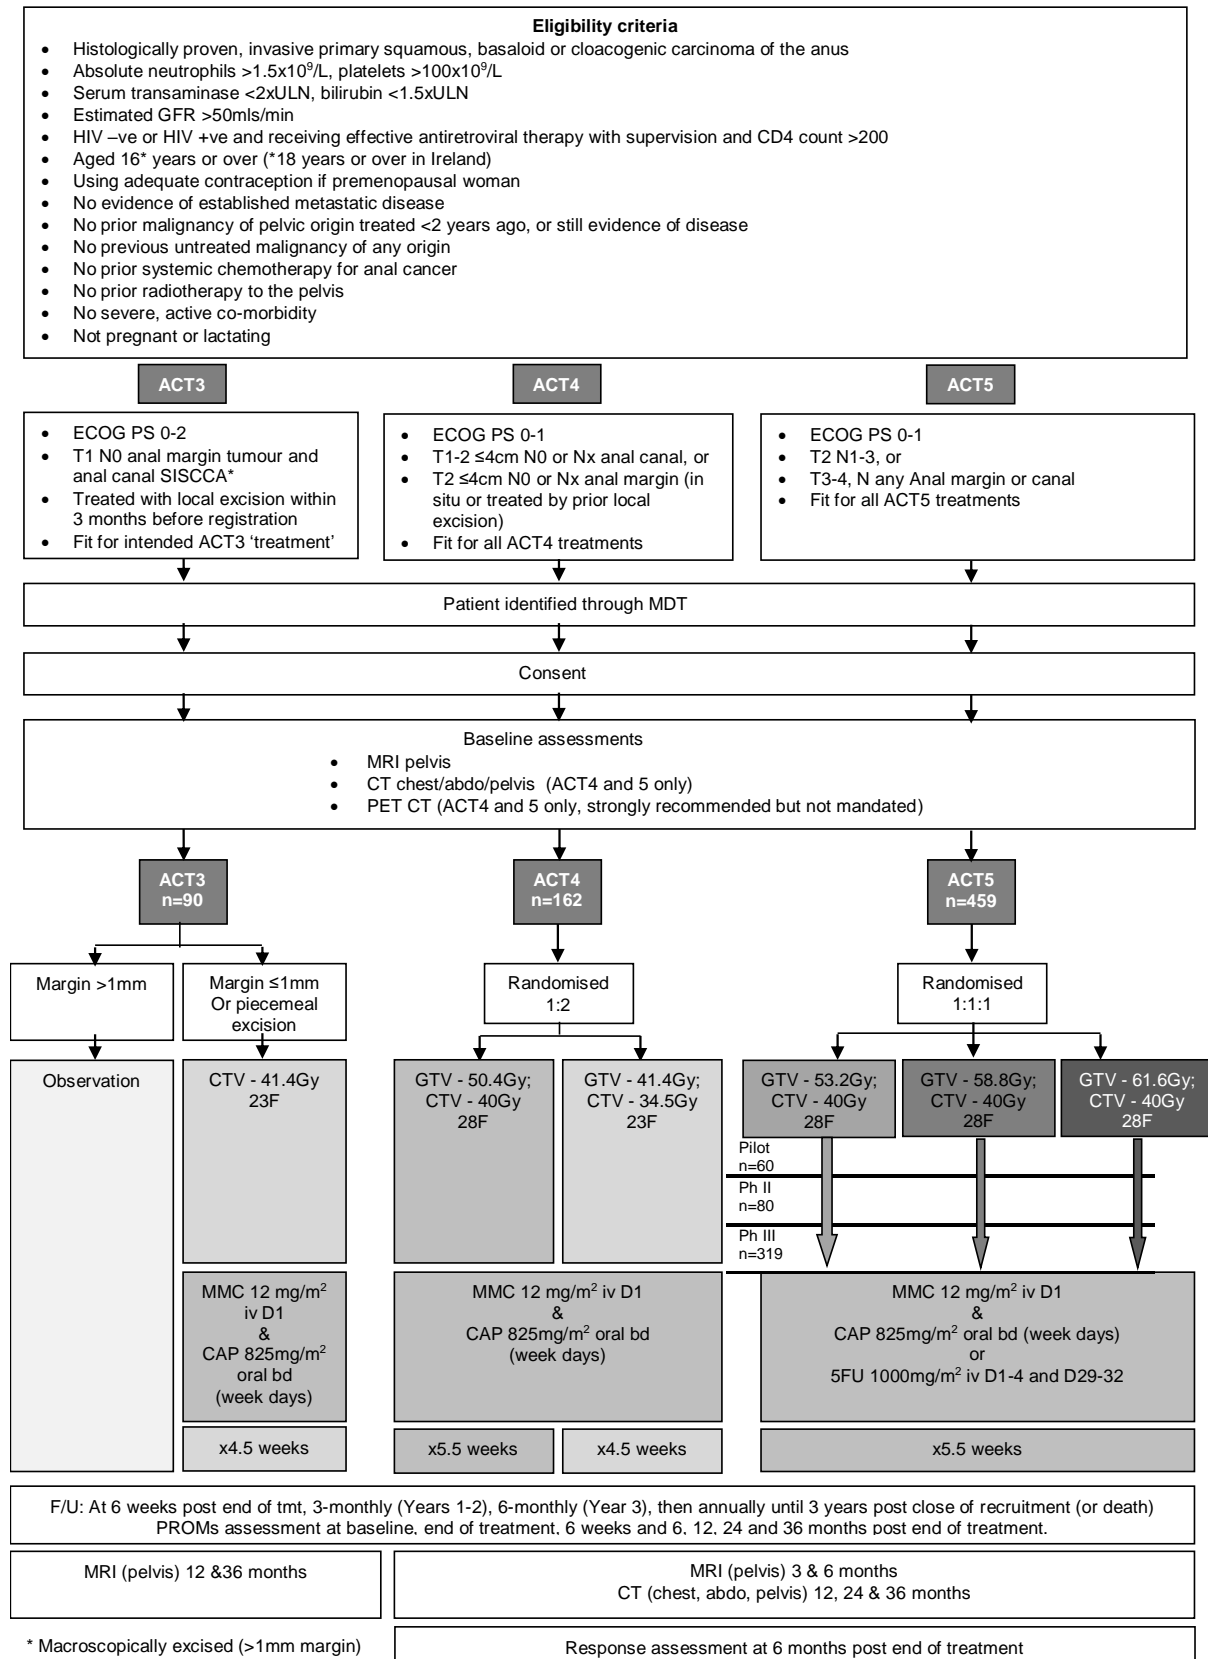 Eligibility criteria
• Histologically proven, invasive primary squamous, basaloid or cloacogenic carcinoma of the anus
• Absolute neutrophils >1.5x10⁹/L, platelets >100x10⁹/L
• Serum transaminase <2xULN, bilirubin <1.5xULN
• Estimated GFR >50mls/min
• HIV –ve or HIV +ve and receiving effective antiretroviral therapy with supervision and CD4 count >200
• Aged 16* years or over (*18 years or over in Ireland)
• Using adequate contraception if premenopausal woman
• No evidence of established metastatic disease
• No prior malignancy of pelvic origin treated <2 years ago, or still evidence of disease
• No previous untreated malignancy of any origin
• No prior systemic chemotherapy for anal cancer
• No prior radiotherapy to the pelvis
• No severe, active co-morbidity
• Not pregnant or lactating
ACT3
ACT4
ACT5
• ECOG PS 0-2
• T1 N0 anal margin tumour and
anal canal SISCCA*
• Treated with local excision within
3 months before registration
• Fit for intended ACT3 ‘treatment’
• ECOG PS 0-1
• T1-2 ≤4cm N0 or Nx anal canal, or
• T2 ≤4cm N0 or Nx anal margin (in
situ or treated by prior local
excision)
• Fit for all ACT4 treatments
• ECOG PS 0-1
• T2 N1-3, or
• T3-4, N any Anal margin or canal
• Fit for all ACT5 treatments
Patient identified through MDT
Consent
Baseline assessments
• MRI pelvis
• CT chest/abdo/pelvis (ACT4 and 5 only)
• PET CT (ACT4 and 5 only, strongly recommended but not mandated)
ACT3
n=90
ACT4
n=162
ACT5
n=459
Margin >1mm
Margin ≤1mm
Or piecemeal
excision
Randomised
1:2
Randomised
1:1:1
Observation
CTV - 41.4Gy
23F
GTV - 50.4Gy;
CTV - 40Gy
28F
GTV - 41.4Gy;
CTV - 34.5Gy
23F
GTV - 53.2Gy;
CTV - 40Gy
28F
GTV - 58.8Gy;
CTV - 40Gy
28F
GTV - 61.6Gy;
CTV - 40Gy
28F
Pilot
n=60
Ph II
n=80
Ph III
n=319
MMC 12 mg/m²
iv D1
&
CAP 825mg/m²
oral bd
(week days)
MMC 12 mg/m² iv D1
&
CAP 825mg/m² oral bd
(week days)
MMC 12 mg/m² iv D1
&
CAP 825mg/m² oral bd (week days)
or
5FU 1000mg/m² iv D1-4 and D29-32
x4.5 weeks
x5.5 weeks
x4.5 weeks
x5.5 weeks
F/U: At 6 weeks post end of tmt, 3-monthly (Years 1-2), 6-monthly (Year 3), then annually until 3 years post close of recruitment (or death)
PROMs assessment at baseline, end of treatment, 6 weeks and 6, 12, 24 and 36 months post end of treatment.
MRI (pelvis) 12 &36 months
MRI (pelvis) 3 & 6 months
CT (chest, abdo, pelvis) 12, 24 & 36 months
* Macroscopically excised (>1mm margin)
Response assessment at 6 months post end of treatment